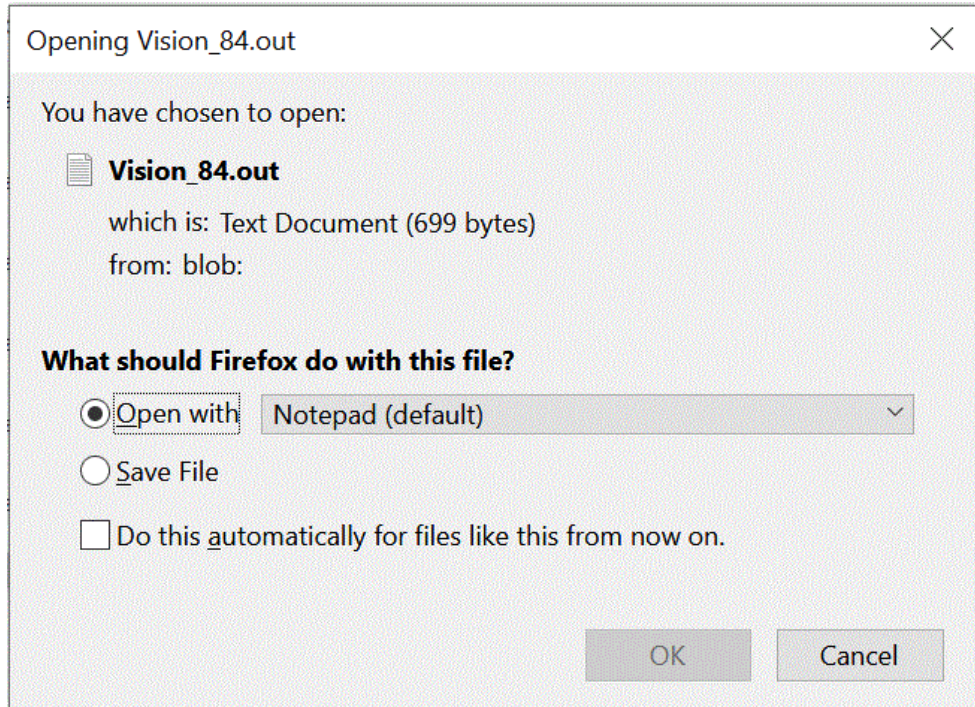 Opening Vision_84.out
You have chosen to open:
Vision_84.out
which is: Text Document (699 bytes)
from: blob:
What should Firefox do with this file?
Open with Notepad (default)
Save File
Do this automatically for files like this from now on.
OK Cancel